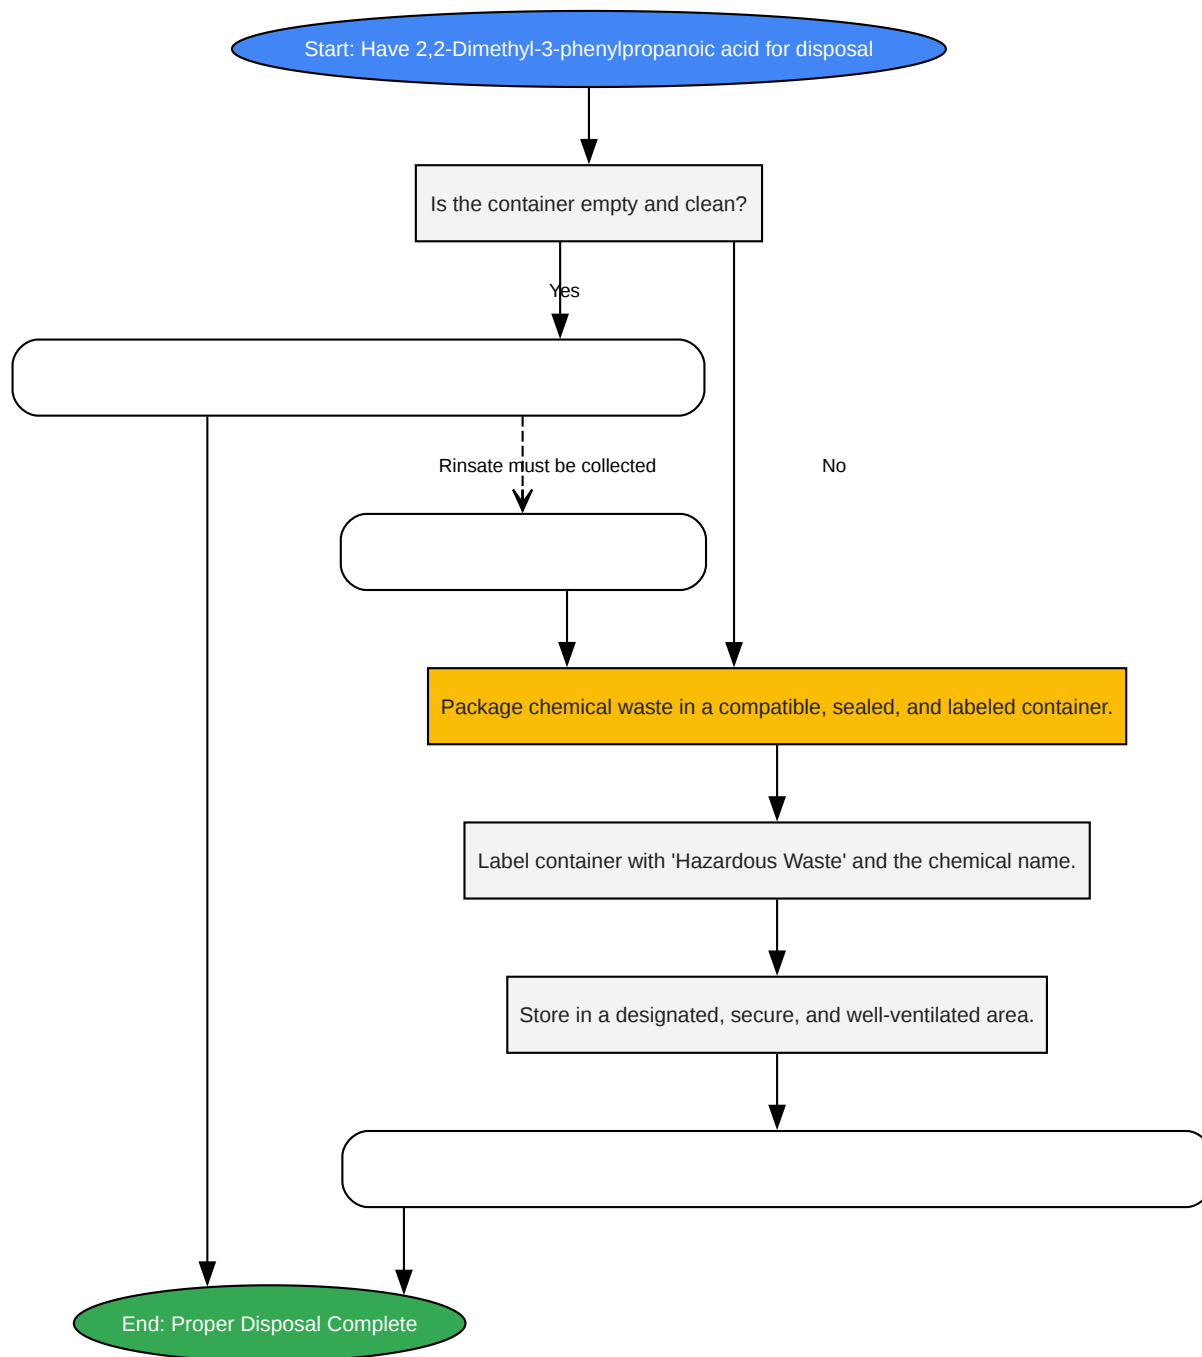 Start: Have 2,2-Dimethyl-3-phenylpropanoic acid for disposal
Is the container empty and clean?
Yes
Rinsate must be collected
No
Package chemical waste in a compatible, sealed, and labeled container.
Label container with 'Hazardous Waste' and the chemical name.
Store in a designated, secure, and well-ventilated area.
End: Proper Disposal Complete